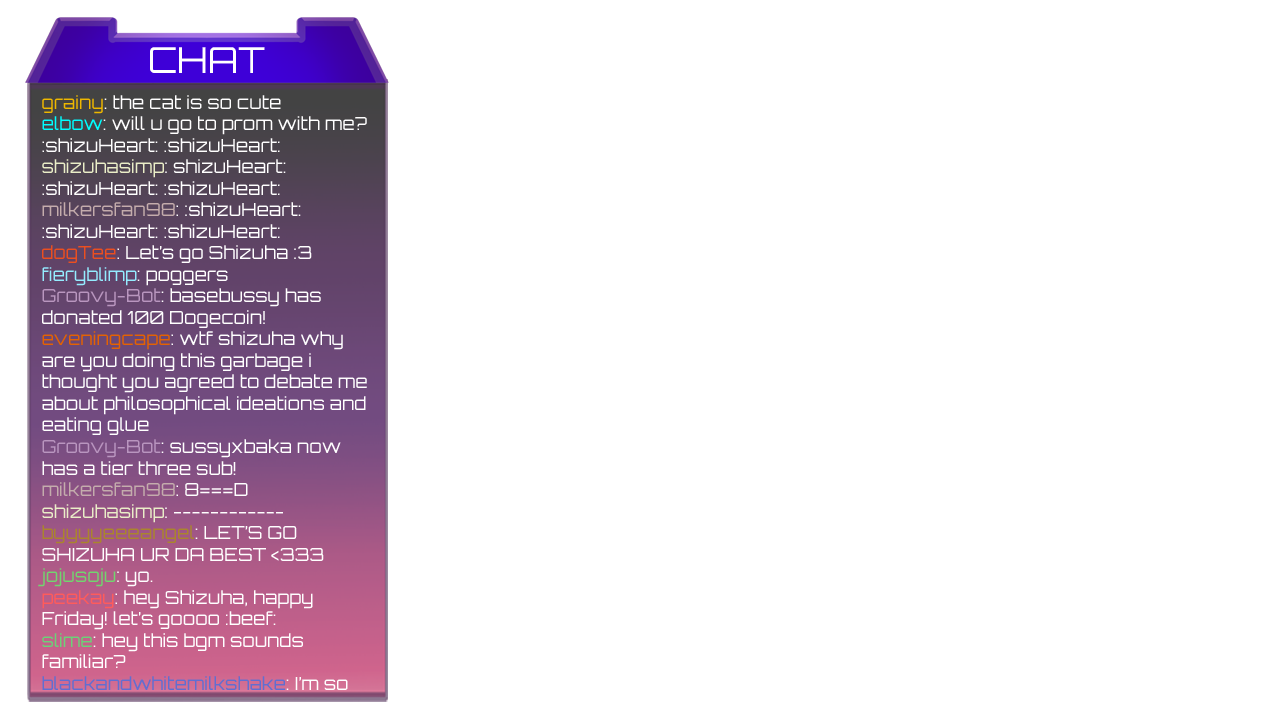 CHAT
grainy: the cat is so cute
elbow: will u go to prom with me?
:shizuHeart: :shizuHeart:
shizuhasimp: shizuHeart:
:shizuHeart: :shizuHeart:
milkersfan98: :shizuHeart:
:shizuHeart: :shizuHeart:
dogTee: Let's go Shizuha :3
fieryblimp: poggers
Groovy-Bot: basebussy has
donated 100 Dogecoin!
eveningcape: wtf shizuha why
are you doing this garbage i
thought you agreed to debate me
about philosophical ideations and
eating glue
Groovy-Bot: sussyxbaka now
has a tier three sub!
milkersfan98: 8===D
shizuhasimp: ------------
byyyyeeeangel: LET'S GO
SHIZUHA UR DA BEST <333
jojusoju: yo.
peekay: hey Shizuha, happy
Friday! let's goooo :beef:
slime: hey this bgm sounds
familiar?
blackandwhitemilkshake: I'm so